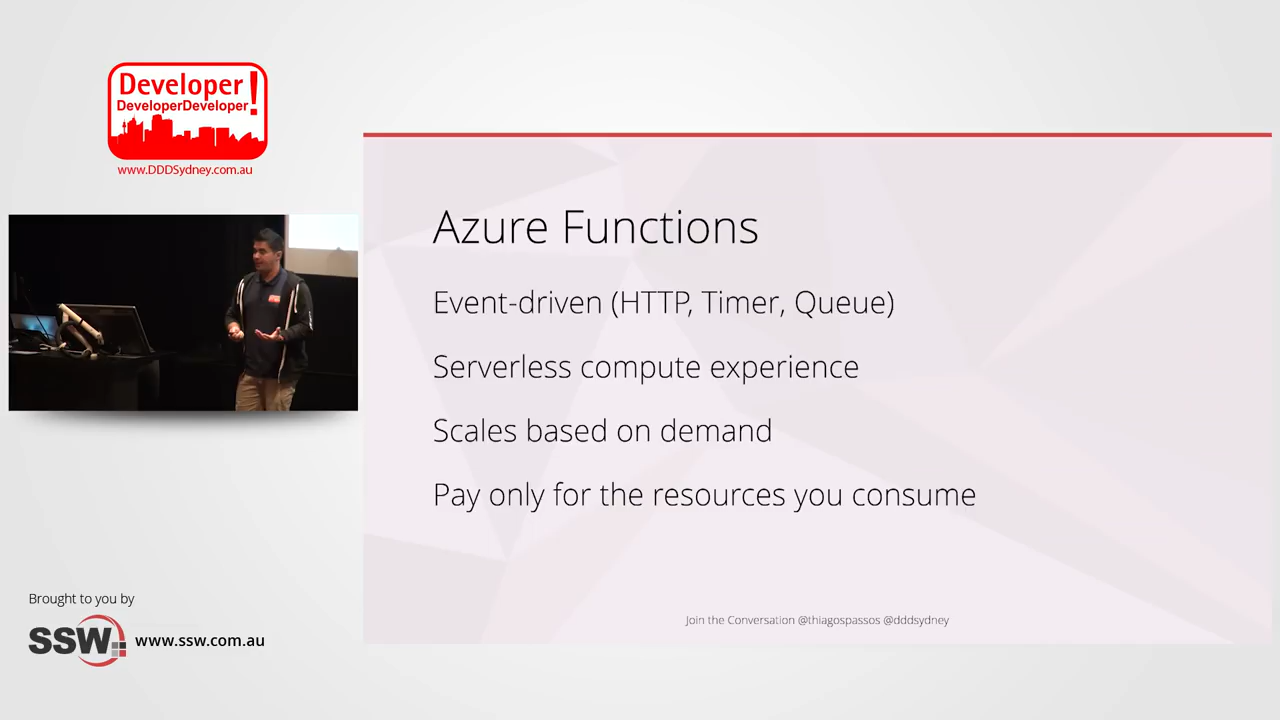 Developer!
DeveloperDeveloper
www.DDDSydney.com.au
Azure Functions
Event-driven (HTTP, Timer, Queue)
Serverless compute experience
Scales based on demand
Pay only for the resources you consume
Join the Conversation @thiagospassos @dddsydney
Brought to you by
SSW
www.ssw.com.au